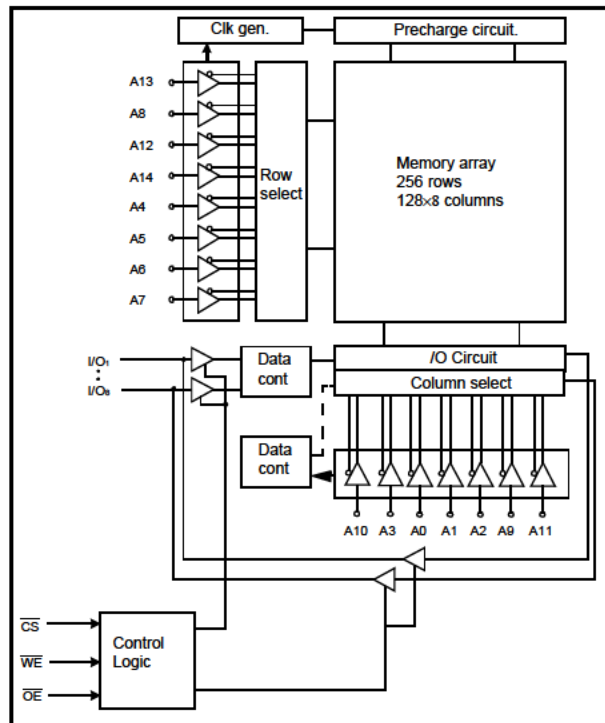 Clk gen.
Precharge circuit.
A13
A8
A12
A14
A4
A5
A6
A7
Row
select
Memory array
256 rows
128×8 columns
I/O₁
I/O₈
Data
cont
/O Circuit
Column select
Data
cont
A10 A3 A0 A1 A2 A9 A11
CS
WE
OE
Control
Logic